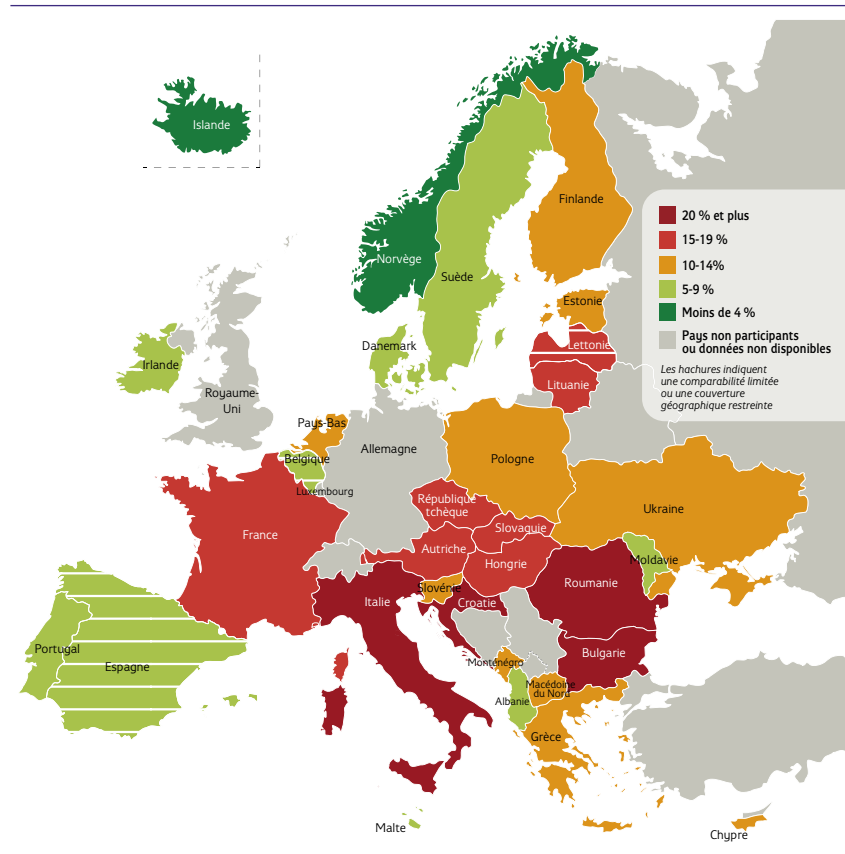 Islande
Norvège
Suède
Finlande
20 % et plus
15-19 %
10-14%
5-9 %
Moins de 4 %
Pays non participants
ou données non disponibles
Les hachures indiquent
une comparabilité limitée
ou une couverture
géographique restreinte
Estonie
Lettonie
Lituanie
Danemark
Irlande
Royaume-
Uni
Pays-Bas
Belgique
Luxembourg
Allemagne
Pologne
Ukraine
République
tchèque
Slovaquie
France
Autriche
Hongrie
Moldavie
Slovénie
Roumanie
Italie
Croatie
Bulgarie
Portugal
Espagne
Monténégro
Macédoine
du Nord
Albanie
Grèce
Malte
Chypre